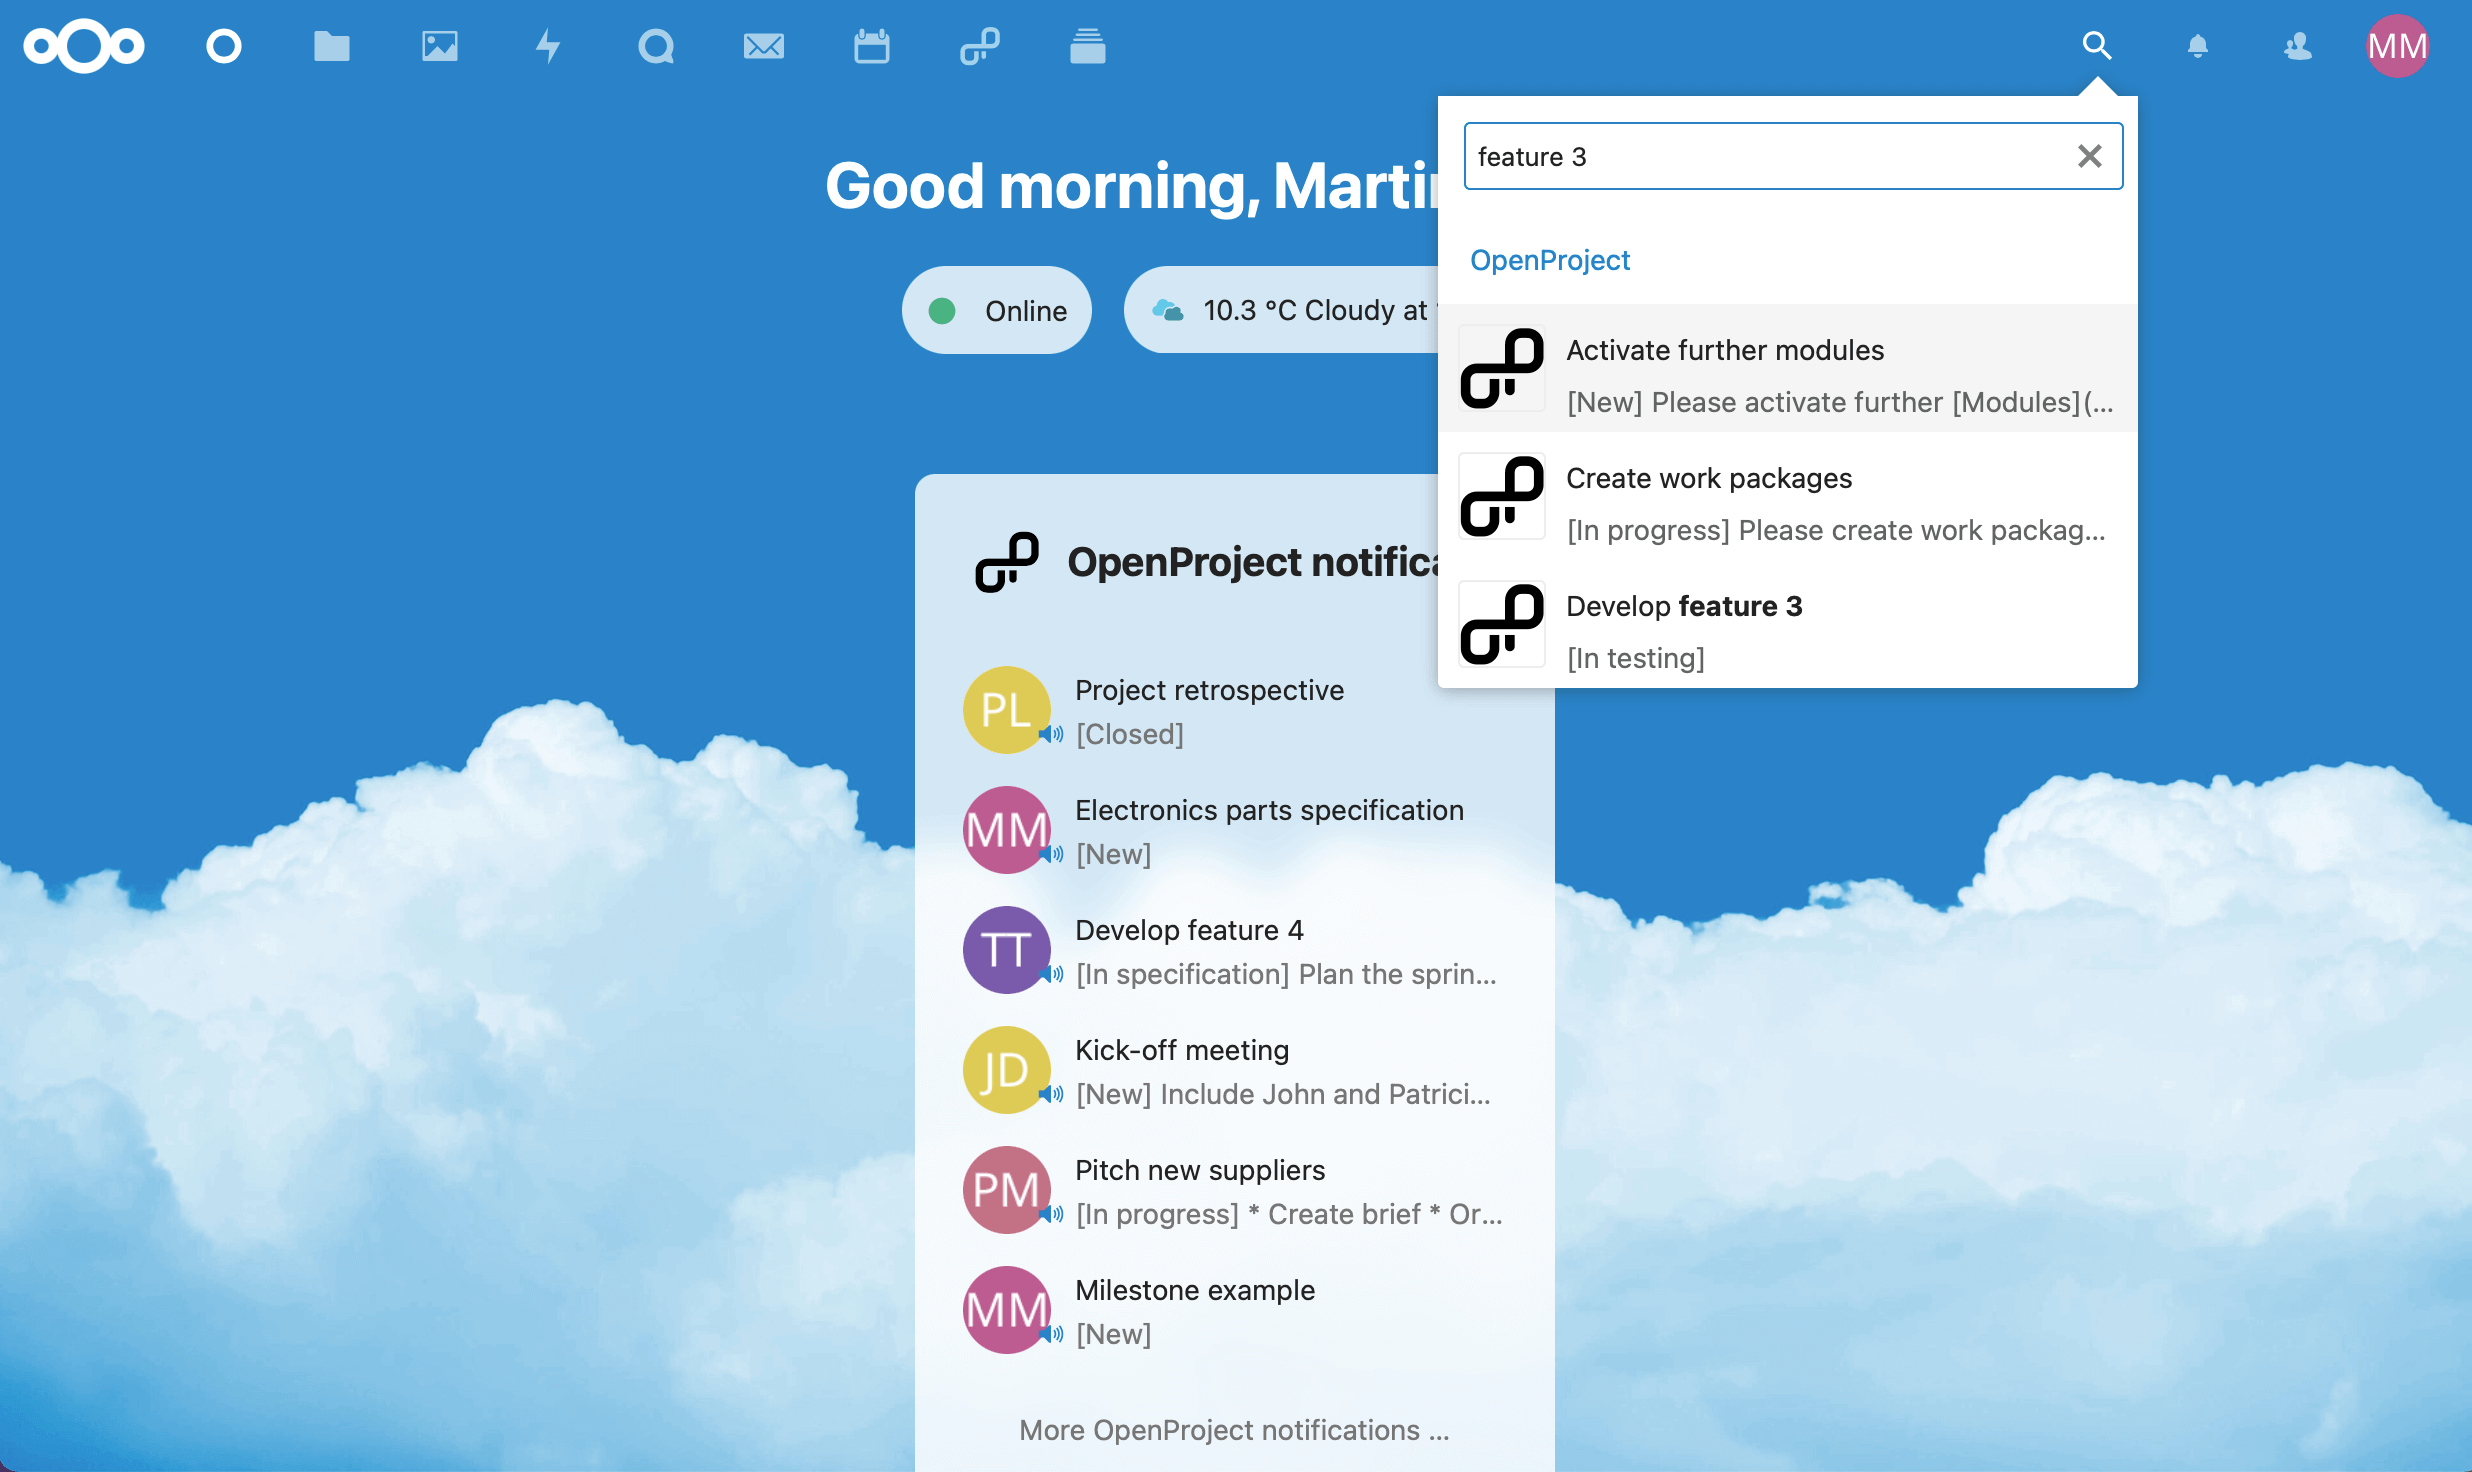 MM
feature 3
Good morning, Martin
OpenProject
Online
10.3 °C Cloudy at
Activate further modules
[New] Please activate further [Modules](...
Create work packages
[In progress] Please create work packag...
OpenProject notifica
Develop feature 3
[In testing]
PL
Project retrospective
[Closed]
MM
Electronics parts specification
[New]
TT
Develop feature 4
[In specification] Plan the sprin...
JD
Kick-off meeting
[New] Include John and Patrici...
PM
Pitch new suppliers
[In progress] * Create brief * Or...
MM
Milestone example
[New]
More OpenProject notifications ...